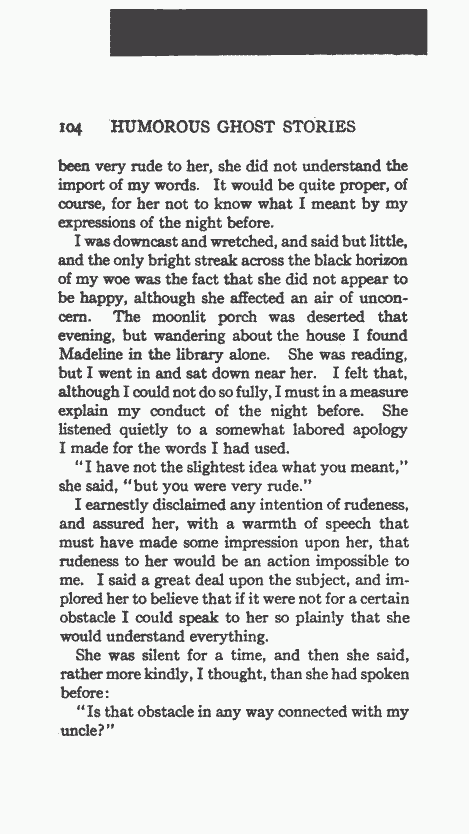 104 HUMOROUS GHOST STORIES
been very rude to her, she did not understand the
import of my words. It would be quite proper, of
course, for her not to know what I meant by my
expressions of the night before.
I was downcast and wretched, and said but little,
and the only bright streak across the black horizon
of my woe was the fact that she did not appear to
be happy, although she affected an air of uncon-
cern. The moonlit porch was deserted that
evening, but wandering about the house I found
Madeline in the library alone. She was reading,
but I went in and sat down near her. I felt that,
although I could not do so fully, I must in a measure
explain my conduct of the night before. She
listened quietly to a somewhat labored apology
I made for the words I had used.
"I have not the slightest idea what you meant,"
she said, "but you were very rude."
I earnestly disclaimed any intention of rudeness,
and assured her, with a warmth of speech that
must have made some impression upon her, that
rudeness to her would be an action impossible to
me. I said a great deal upon the subject, and im-
plored her to believe that if it were not for a certain
obstacle I could speak to her so plainly that she
would understand everything.
She was silent for a time, and then she said,
rather more kindly, I thought, than she had spoken
before:
"Is that obstacle in any way connected with my
uncle?"